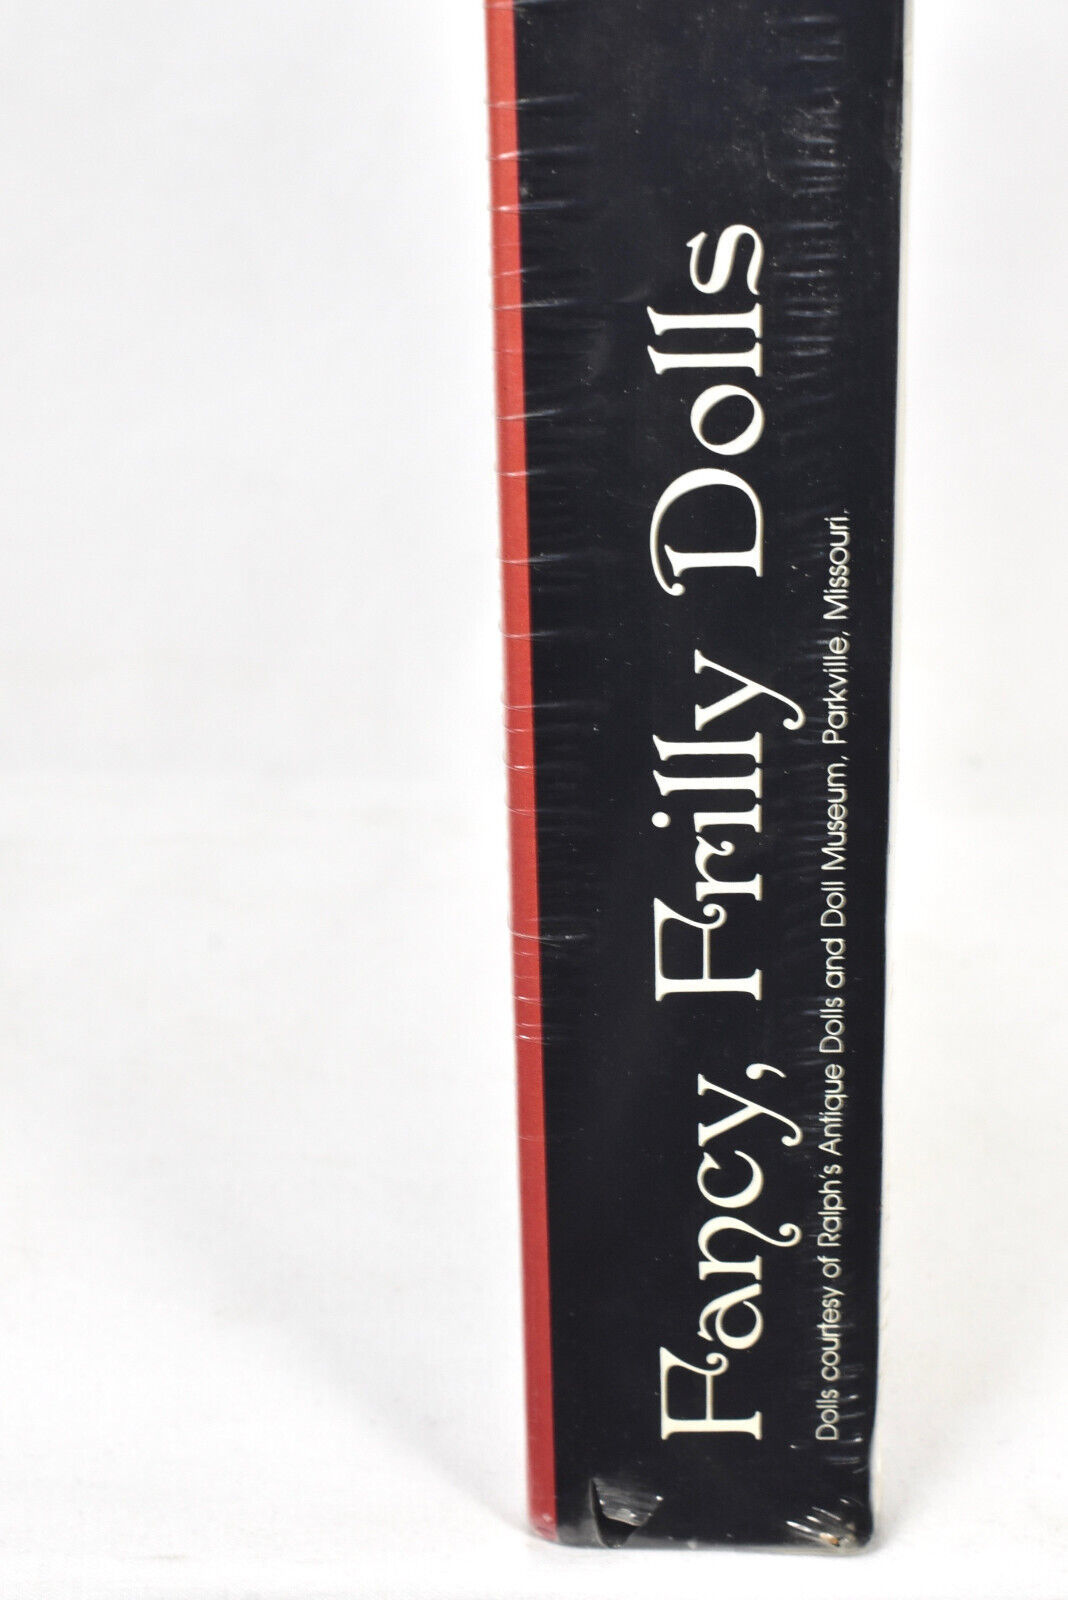 Fancy, Frilly Dolls
Dolls courtesy of Ralph's Antique Dolls and Doll Museum, Parkville, Missouri.